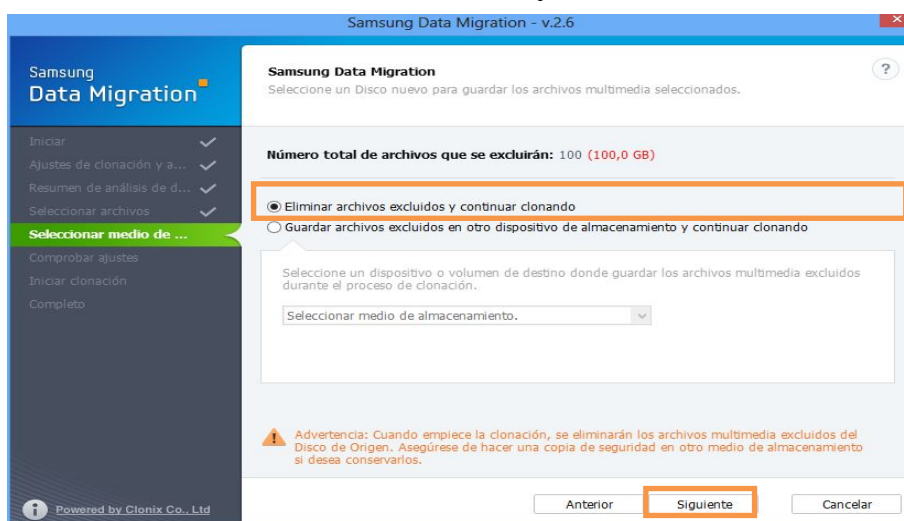 Samsung Data Migration - v.2.6
Samsung
Data Migration
Iniciar
Ajustes de clonación y a...
Resumen de análisis de d...
Seleccionar archivos
Seleccionar medio de ...
Comprobar ajustes
Iniciar clonación
Completo
Powered by Clonix Co., Ltd
Samsung Data Migration
Seleccione un Disco nuevo para guardar los archivos multimedia seleccionados.
?
Número total de archivos que se excluirán: 100 (100,0 GB)
Eliminar archivos excluidos y continuar clonando
Guardar archivos excluidos en otro dispositivo de almacenamiento y continuar clonando
Seleccione un dispositivo o volumen de destino donde guardar los archivos multimedia excluidos
durante el proceso de clonación.
Seleccionar medio de almacenamiento.
Advertencia: Cuando empiece la clonación, se eliminarán los archivos multimedia excluidos del
Disco de Origen. Asegúrese de hacer una copia de seguridad en otro medio de almacenamiento
si desea conservarlos.
Anterior
Siguiente
Cancelar